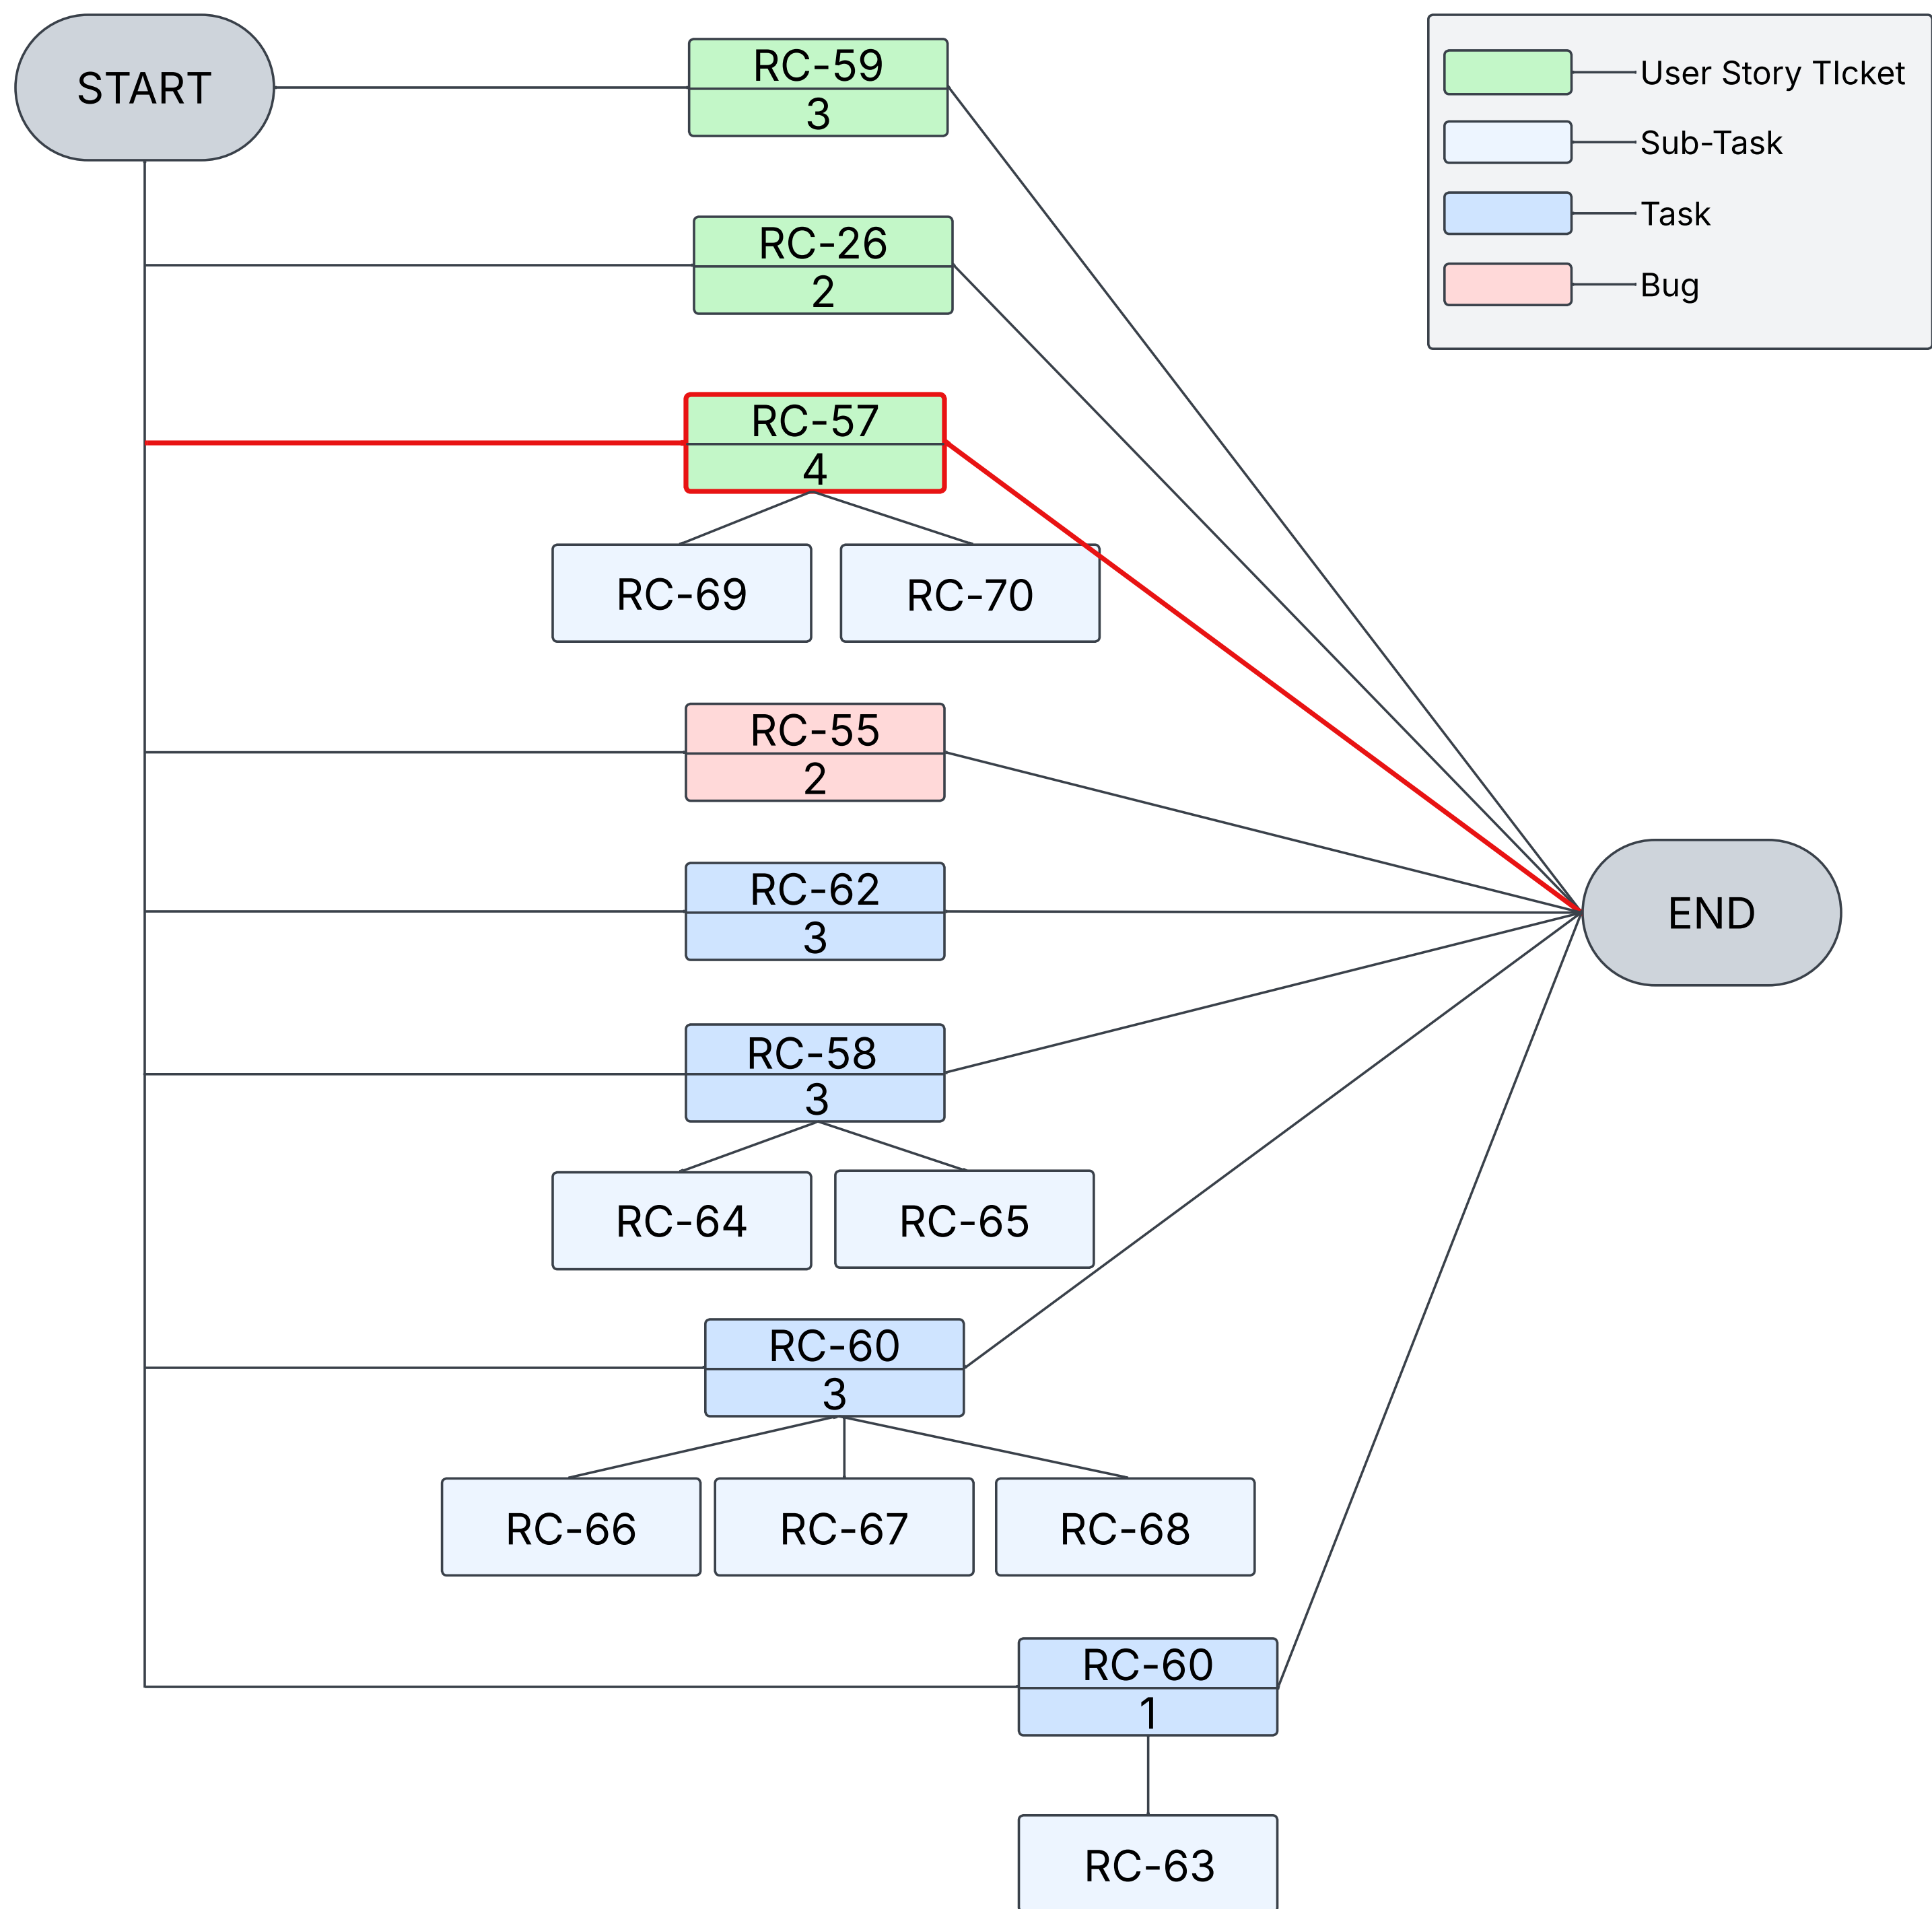 START
RC-59
3
User Story Ticket
Sub-Task
Task
Bug
RC-26
2
RC-57
4
RC-69
RC-70
RC-55
2
RC-62
3
END
RC-58
3
RC-64
RC-65
RC-60
3
RC-66
RC-67
RC-68
RC-60
1
RC-63